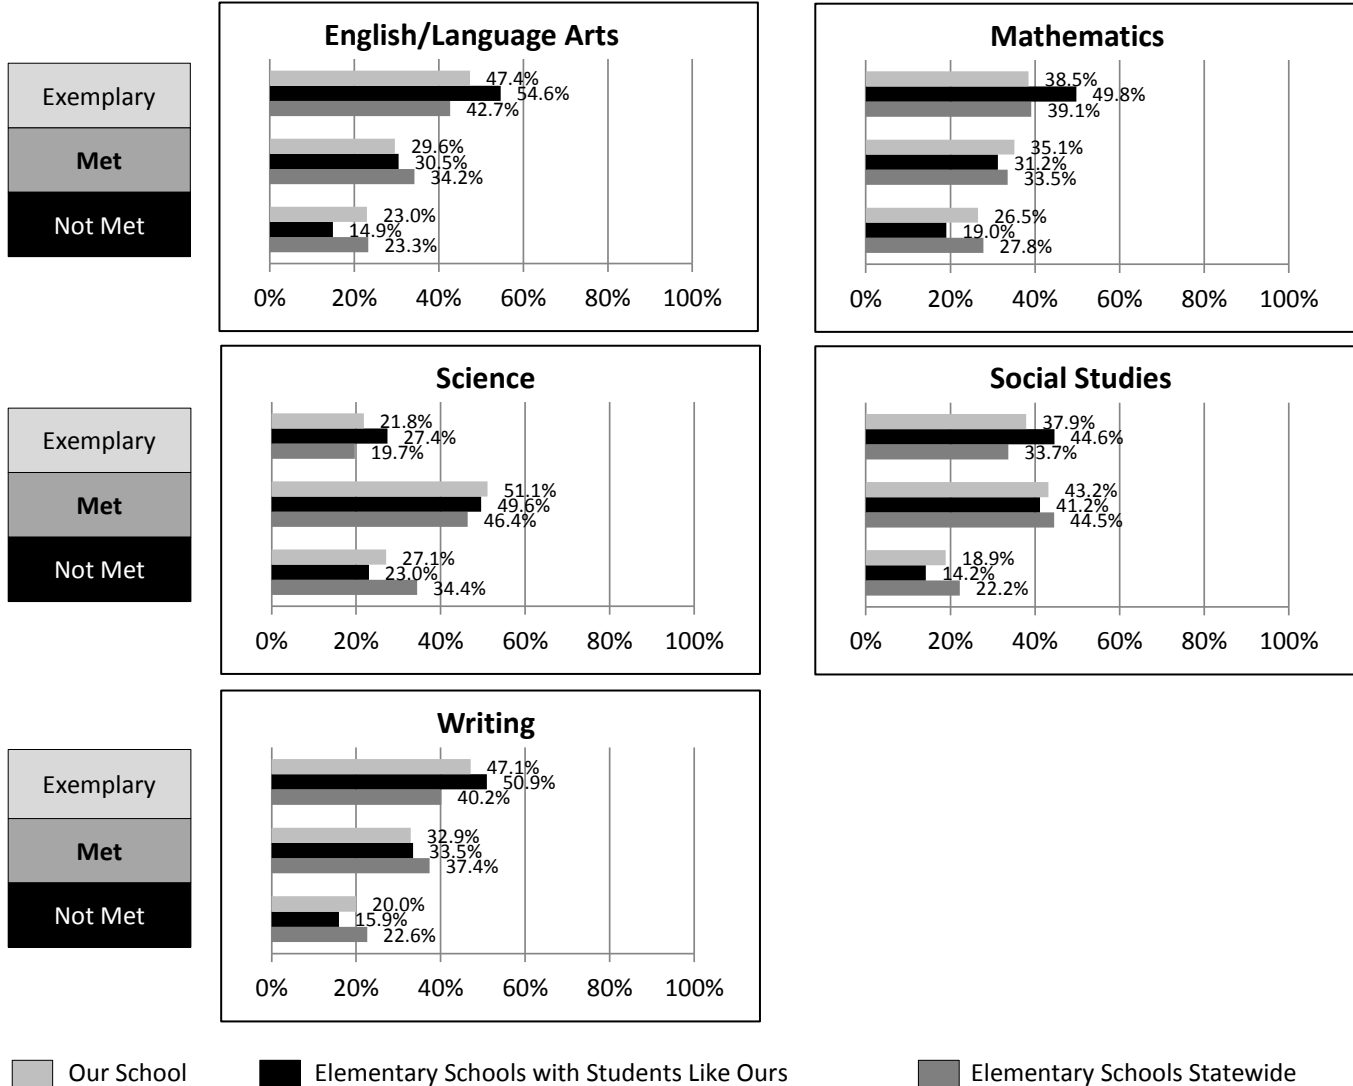 English/Language Arts
Exemplary
Met
Not Met
47.4%
54.6%
42.7%
29.6%
30.5%
34.2%
23.0%
14.9%
23.3%
0% 20% 40% 60% 80% 100%
Mathematics
38.5%
49.8%
39.1%
35.1%
31.2%
33.5%
26.5%
19.0%
27.8%
0% 20% 40% 60% 80% 100%
Science
Exemplary
Met
Not Met
21.8%
27.4%
19.7%
51.1%
49.6%
46.4%
27.1%
23.0%
34.4%
0% 20% 40% 60% 80% 100%
Social Studies
37.9%
44.6%
33.7%
43.2%
41.2%
44.5%
18.9%
14.2%
22.2%
0% 20% 40% 60% 80% 100%
Writing
Exemplary
Met
Not Met
47.1%
50.9%
40.2%
32.9%
33.5%
37.4%
20.0%
15.9%
22.6%
0% 20% 40% 60% 80% 100%
Our School
Elementary Schools with Students Like Ours
Elementary Schools Statewide